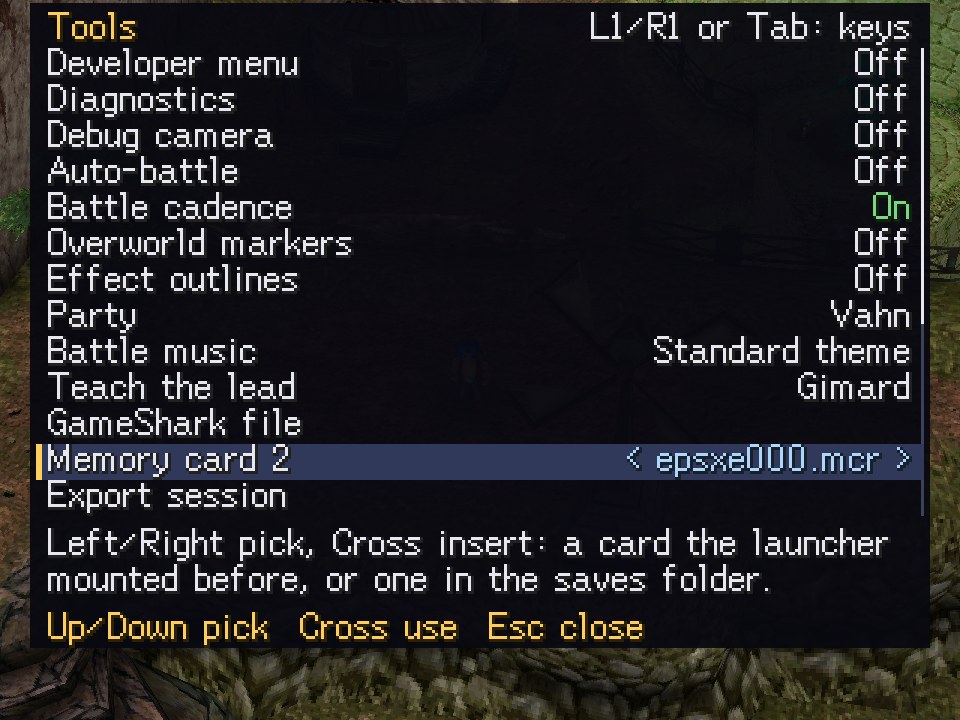 Tools L1/R1 or Tab: keys
Developer menu Off
Diagnostics Off
Debug camera Off
Auto-battle Off
Battle cadence On
Overworld markers Off
Effect outlines Off
Party Vahn
Battle music Standard theme
Teach the lead Gimard
GameShark file
Memory card 2 < epsxe000.mcr >
Export session
Left/Right pick, Cross insert: a card the launcher
mounted before, or one in the saves folder.
Up/Down pick Cross use Esc close